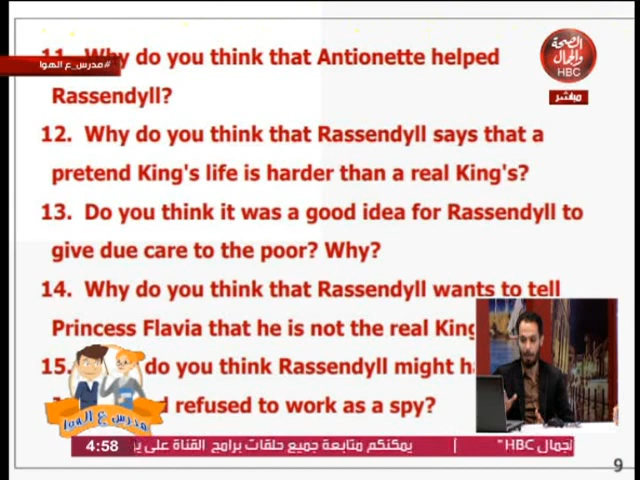 #مدرس_ع_الهوا
الصحة
والجمال
HBC
مباشر
11. Why do you think that Antionette helped
Rassendyll?
12. Why do you think that Rassendyll says that a
pretend King's life is harder than a real King's?
13. Do you think it was a good idea for Rassendyll to
give due care to the poor? Why?
14. Why do you think that Rassendyll wants to tell
Princess Flavia that he is not the real King
15. do you think Rassendyll might
refused to work as a spy?
مدرس ع الهوا
4:58
يمكنكم متابعة جميع حلقات برامج القناة على | الجمال HBC"
9